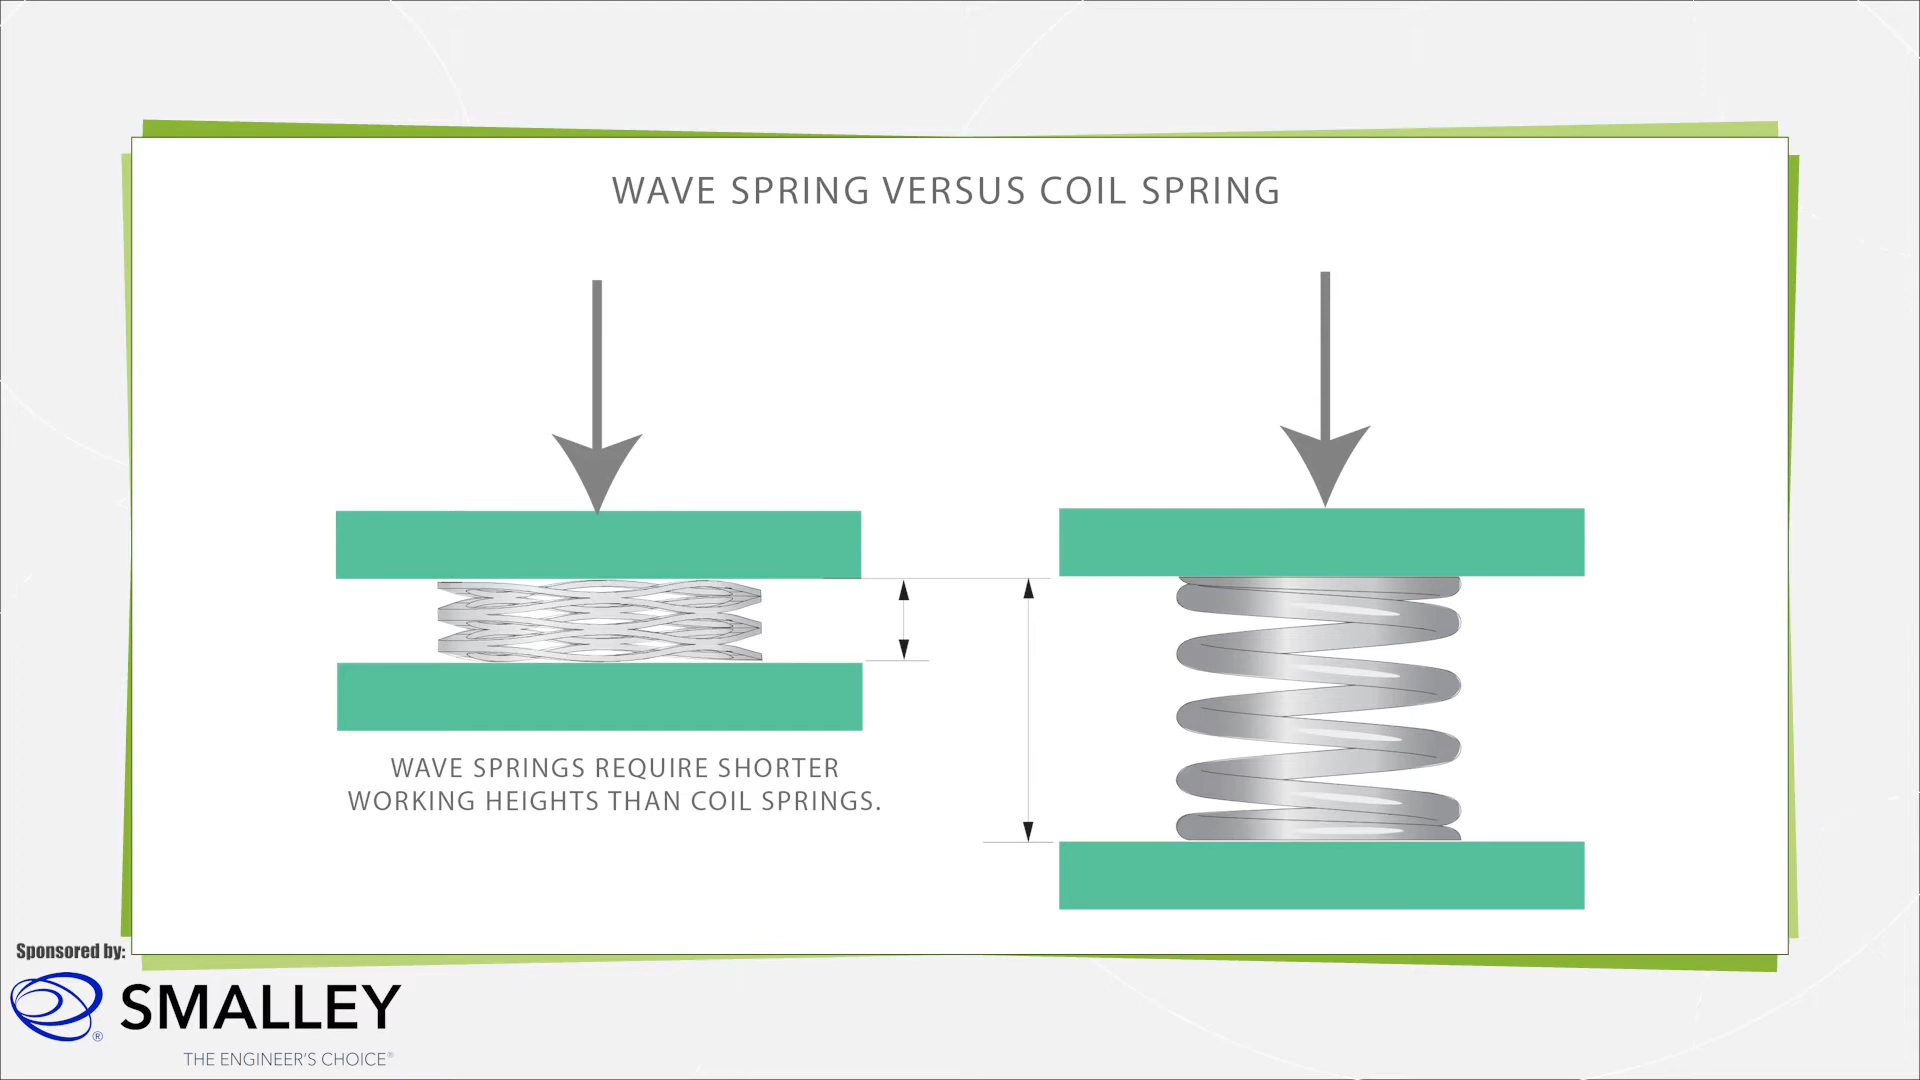 WAVE SPRING VERSUS COIL SPRING
WAVE SPRINGS REQUIRE SHORTER
WORKING HEIGHTS THAN COIL SPRINGS.
Sponsored by:
SMALLEY
®
THE ENGINEER'S CHOICE®